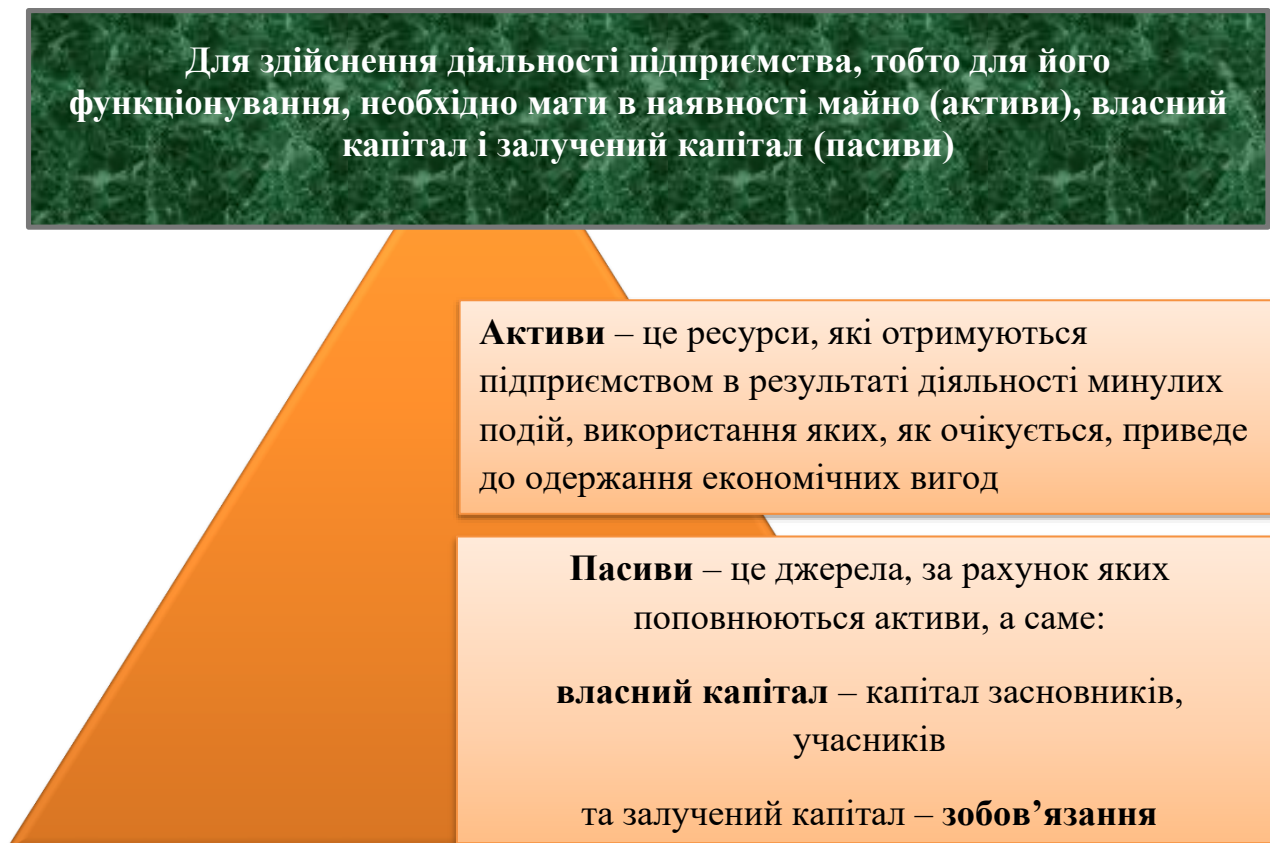 Для здійснення діяльності підприємства, тобто для його
функціонування, необхідно мати в наявності майно (активи), власний
капітал і залучений капітал (пасиви)
Активи – це ресурси, які отримуються
підприємством в результаті діяльності минулих
подій, використання яких, як очікується, приведе
до одержання економічних вигод
Пасиви – це джерела, за рахунок яких
поповнюються активи, а саме:
власний капітал – капітал засновників,
учасників
та залучений капітал – зобов’язання